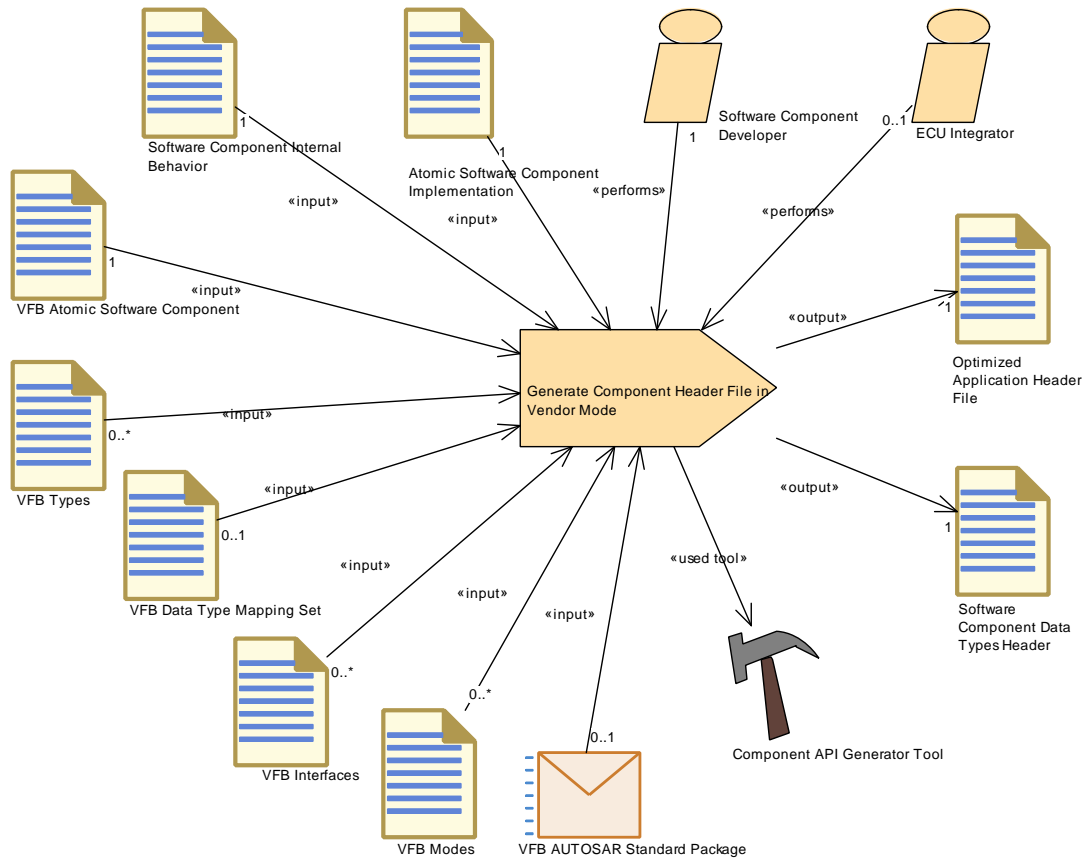 1
Software Component Internal
Behavior
1
Atomic Software Component
Implementation
1
Software Component
Developer
0..1
ECU Integrator
«input»
«input»
«performs»
«performs»
1
VFB Atomic Software Component
«input»
«output»
1
Optimized
Application Header
File
Generate Component Header File in
Vendor Mode
0..*
VFB Types
«input»
«input»
0..1
VFB Data Type Mapping Set
«output»
1
Software
Component Data
Types Header
«input»
0..*
VFB Interfaces
«input»
0..*
VFB Modes
«input»
0..1
VFB AUTOSAR Standard Package
«used tool»
Component API Generator Tool